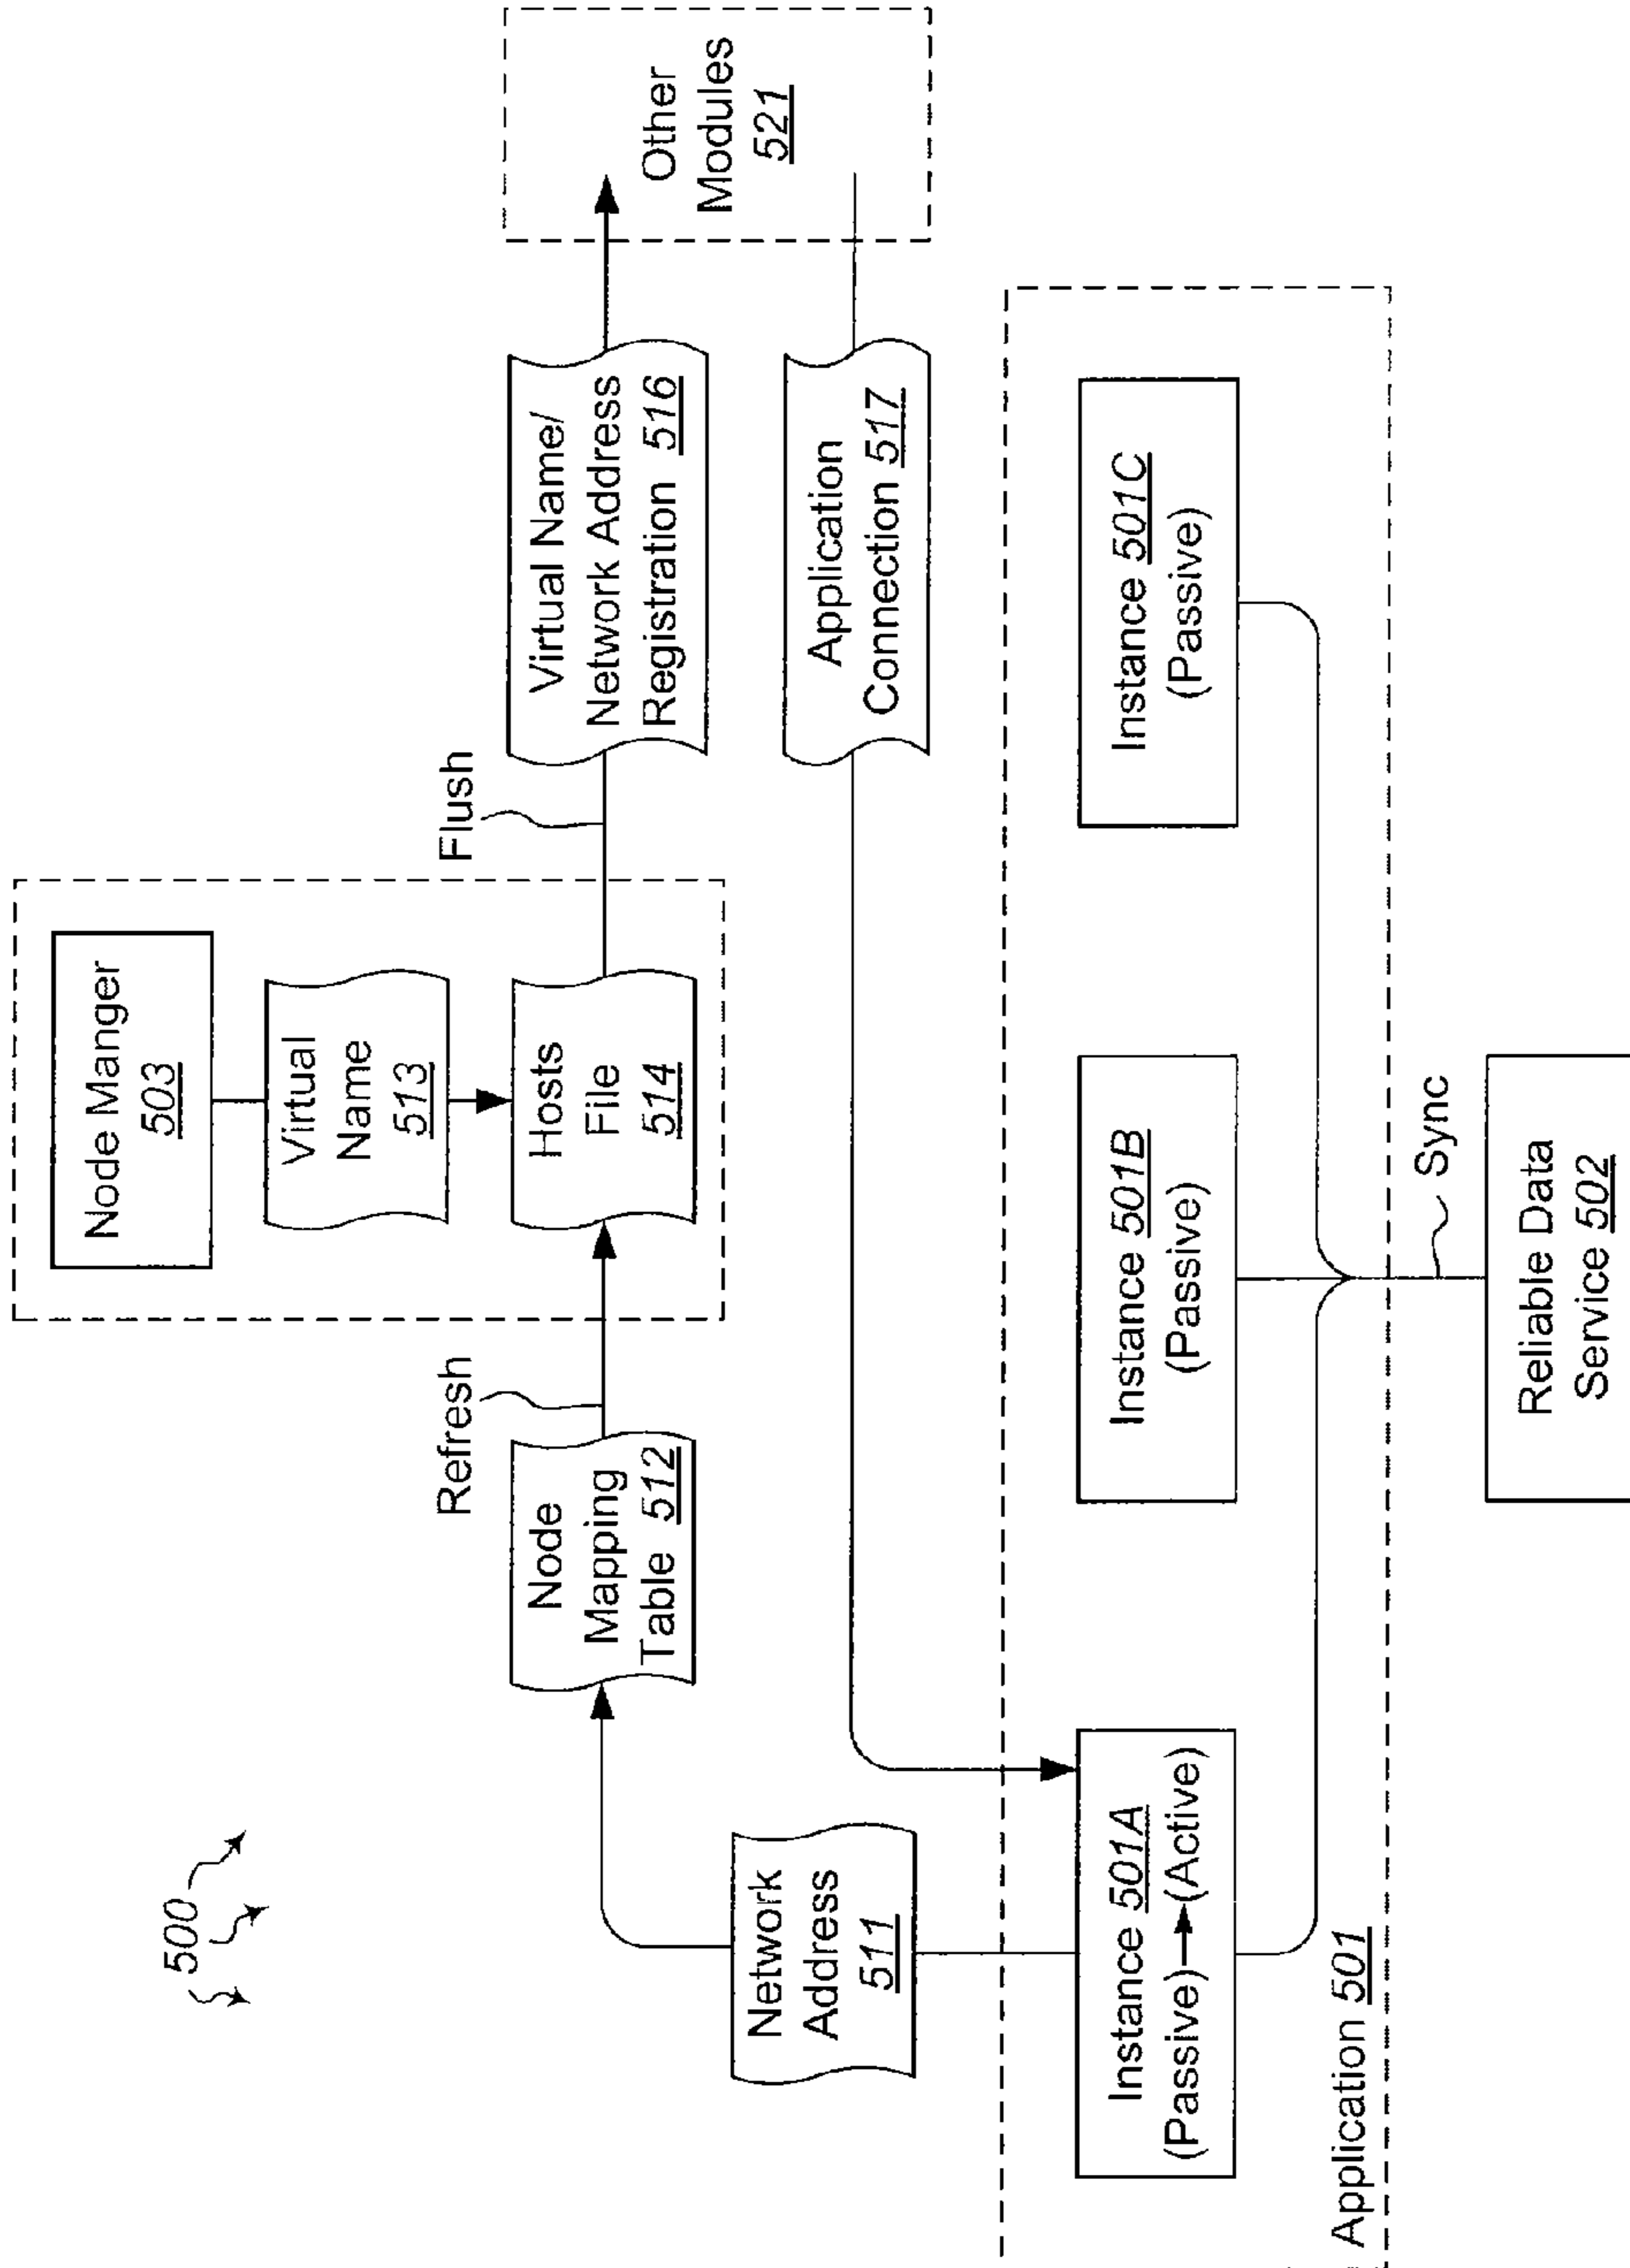 500
Node Manger
503
Virtual
Name
513
Hosts
File
514
Refresh
Flush
Node
Mapping
Table 512
Virtual Name/
Network Address
Registration 516
Other
Modules
521
Network
Address
511
Application
Connection 517
Instance 501A
(Passive) (Active)
Instance 501B
(Passive)
Instance 501C
(Passive)
Application 501
Sync
Reliable Data
Service 502